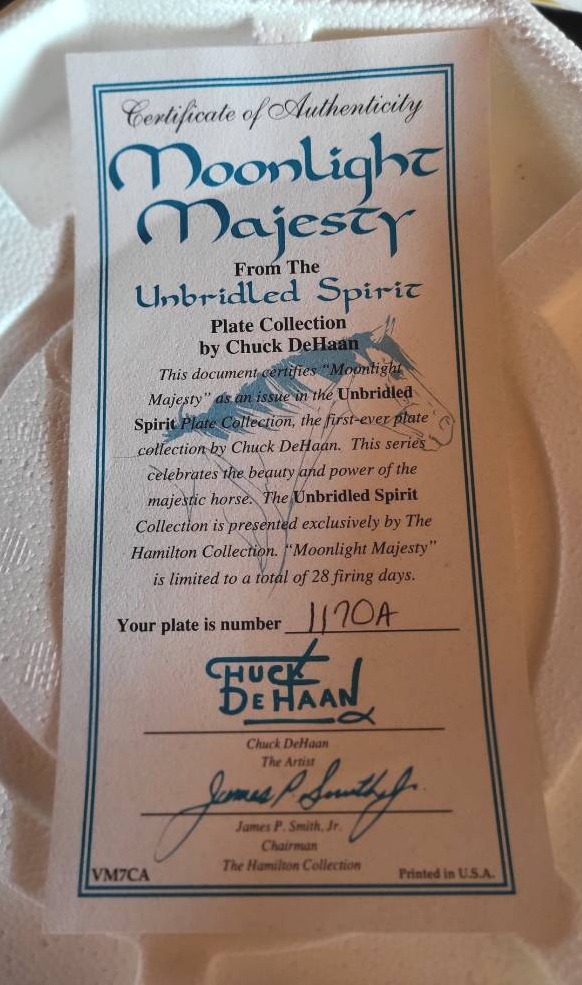 Certificate of Authenticity
Moonlight
Majesty
From The
Unbridled Spirit
Plate Collection
by Chuck DeHaan
This document certifies “Moonlight
Majesty” as an issue in the Unbridled
Spirit Plate Collection, the first-ever plate
collection by Chuck DeHaan. This series
celebrates the beauty and power of the
majestic horse. The Unbridled Spirit
Collection is presented exclusively by The
Hamilton Collection. “Moonlight Majesty”
is limited to a total of 28 firing days.
Your plate is number 1170A
CHUCK
DEHAAN
Chuck DeHaan
The Artist
James P. Smith Jr.
James P. Smith, Jr.
Chairman
The Hamilton Collection
VM7CA
Printed in U.S.A.